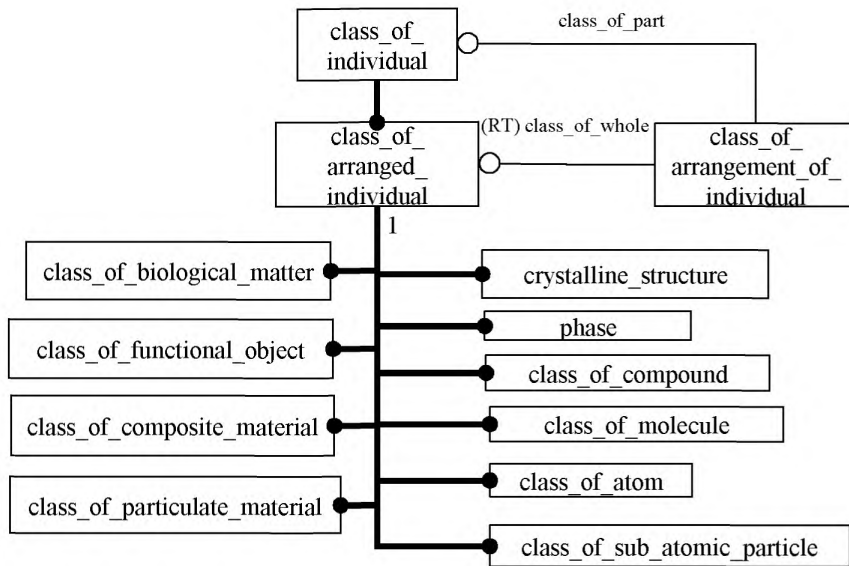 class_of_
individual
class_of_part
class_of_
arranged_
individual
(RT) class_of_whole
class_of_
arrangement_of_
individual
1
class_of_biological_matter
crystalline_structure
class_of_functional_object
phase
class_of_compound
class_of_composite_material
class_of_molecule
class_of_atom
class_of_particulate_material
class_of_sub_atomic_particle